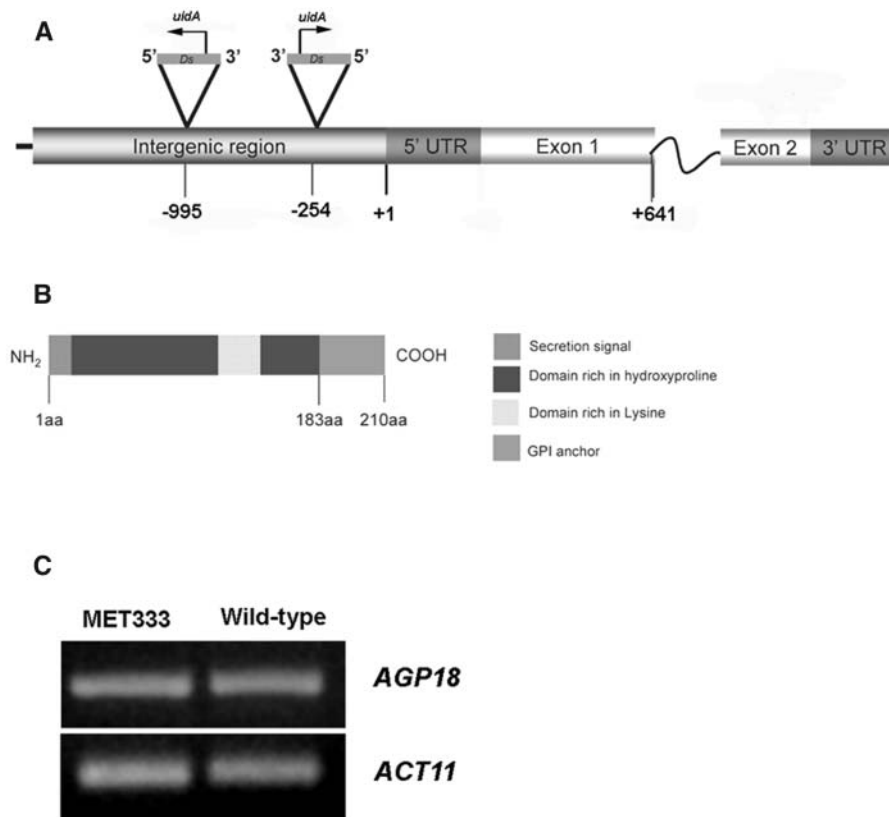 A
uidA
uidA
5’ Ds 3’
3’ Ds 5’
Intergenic region
5’ UTR
Exon 1
Exon 2
3’ UTR
-995
-254
+1
+641
B
NH2
COOH
1aa
183aa
210aa
Secretion signal
Domain rich in hydroxyproline
Domain rich in Lysine
GPI anchor
C
MET333
Wild-type
AGP18
ACT11